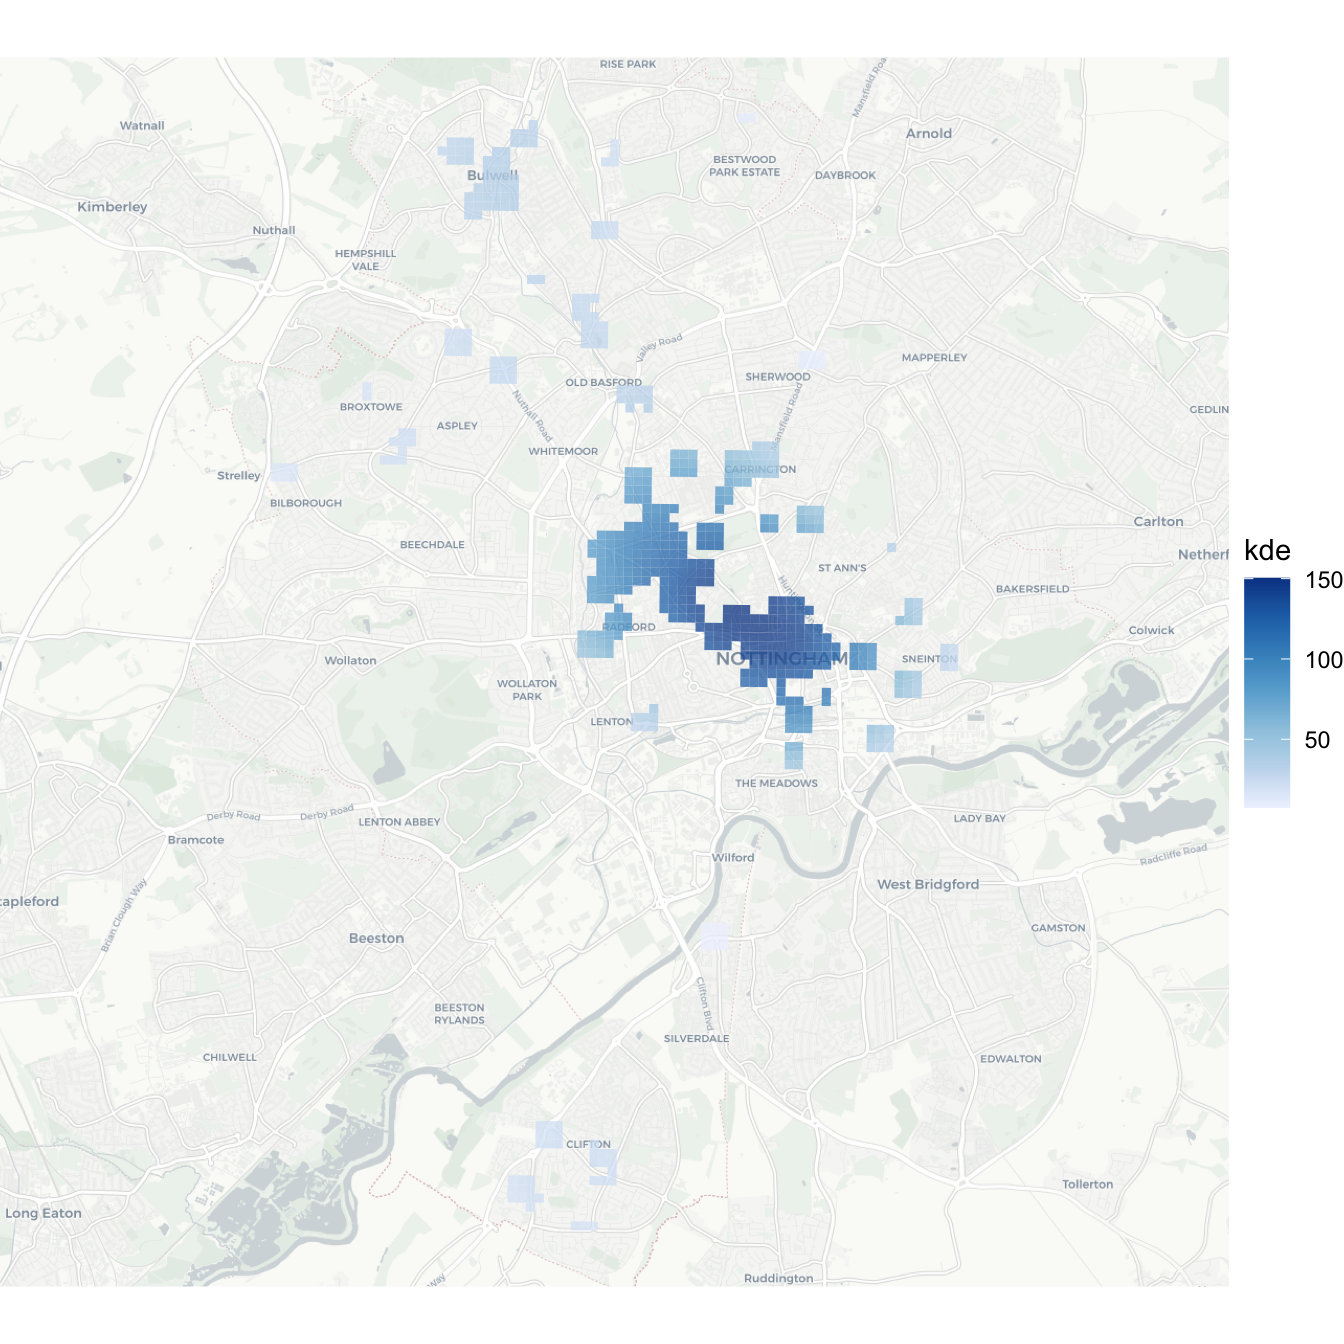 RISE PARK
Mansfield Roa
Watnall
Arnold
BESTWOOD
PARK ESTATE
DAYBROOK
Bulwell
Kimberley
Nuthall
HEMPSHILL
VALE
Valley Road
MAPPERLEY
SHERWOOD
OLD BASFORD
BROXTOWE
GEDLIN
Nuthall Road
Mansfield Road
ASPLEY
WHITEMOOR
CARRINGTON
Strelley
BILBOROUGH
Carlton
BEECHDALE
Netherf
kde
ST ANN'S
150
BAKERSFIELD
Hunt
RADFORD
Colwick
Wollaton
NOTTINGHAM
SNEINTON
100
WOLLATON
PARK
LENTON
50
THE MEADOWS
Derby Road
Derby Road
LENTON ABBEY
LADY BAY
Bramcote
Wilford
Radcliffe Road
West Bridgford
tapleford
Brian Clough Way
GAMSTON
Beeston
Clifton Blvd
BEESTON
RYLANDS
SILVERDALE
CHILWELL
EDWALTON
CLIFTON
Tollerton
Long Eaton
Way
Ruddington